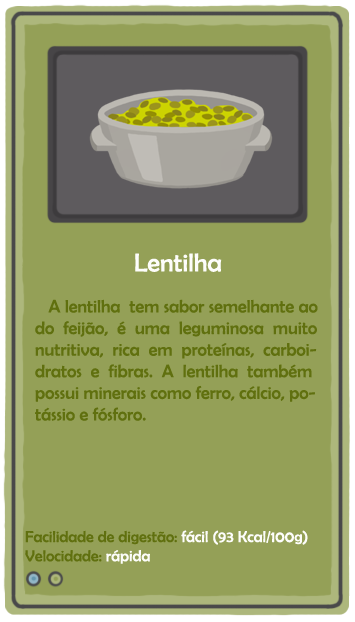 Lentilha
A lentilha tem sabor semelhante ao
do feijão, é uma leguminosa muito
nutritiva, rica em proteínas, carboi-
dratos e fibras. A lentilha também
possui minerais como ferro, cálcio, po-
tássio e fósforo.
Facilidade de digestão: fácil (93 Kcal/100g)
Velocidade: rápida